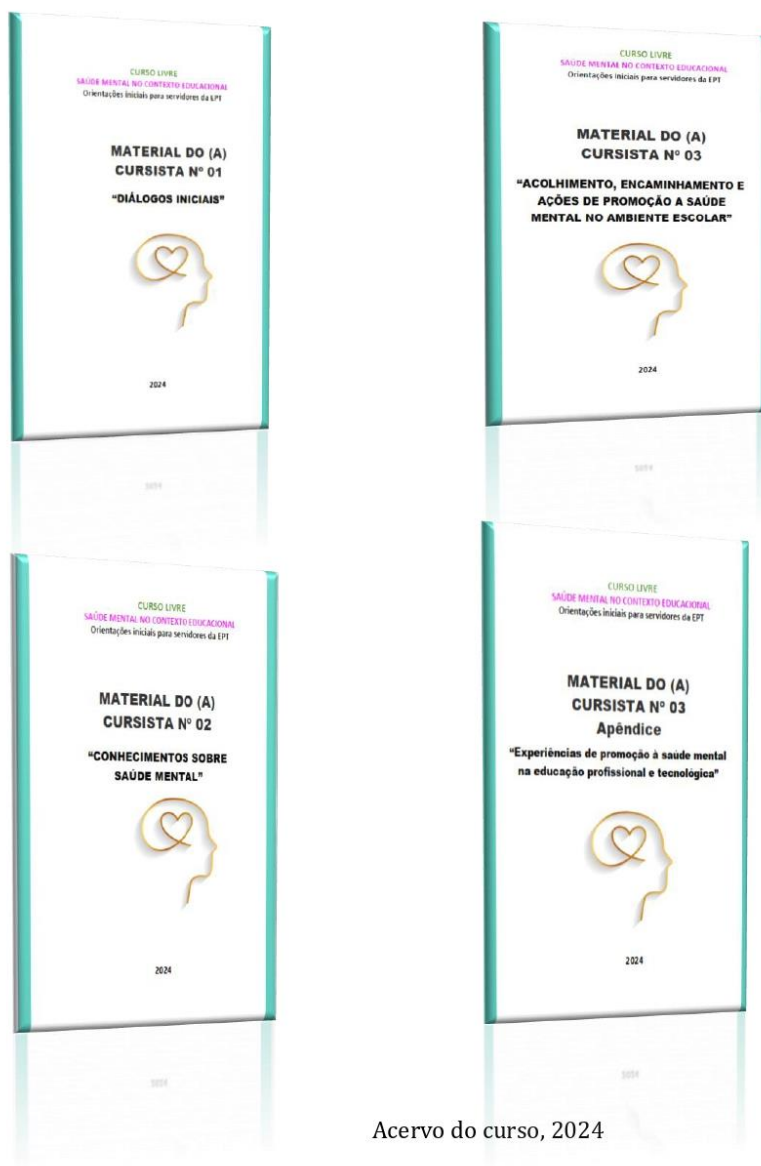 CURSO LIVRE
SAÚDE MENTAL NO CONTEXTO EDUCACIONAL
Orientações iniciais para servidores da EPT
MATERIAL DO (A)
CURSISTA Nº 01
“DIÁLOGOS INICIAIS”
2024
CURSO LIVRE
SAÚDE MENTAL NO CONTEXTO EDUCACIONAL
Orientações iniciais para servidores da EPT
MATERIAL DO (A)
CURSISTA Nº 03
“ACOLHIMENTO, ENCAMINHAMENTO E
AÇÕES DE PROMOÇÃO A SAÚDE
MENTAL NO AMBIENTE ESCOLAR”
2024
CURSO LIVRE
SAÚDE MENTAL NO CONTEXTO EDUCACIONAL
Orientações iniciais para servidores da EPT
MATERIAL DO (A)
CURSISTA Nº 02
“CONHECIMENTOS SOBRE
SAÚDE MENTAL”
2024
CURSO LIVRE
SAÚDE MENTAL NO CONTEXTO EDUCACIONAL
Orientações iniciais para servidores da EPT
MATERIAL DO (A)
CURSISTA Nº 03
Apêndice
“Experiências de promoção à saúde mental
na educação profissional e tecnológica”
2024
Acervo do curso, 2024